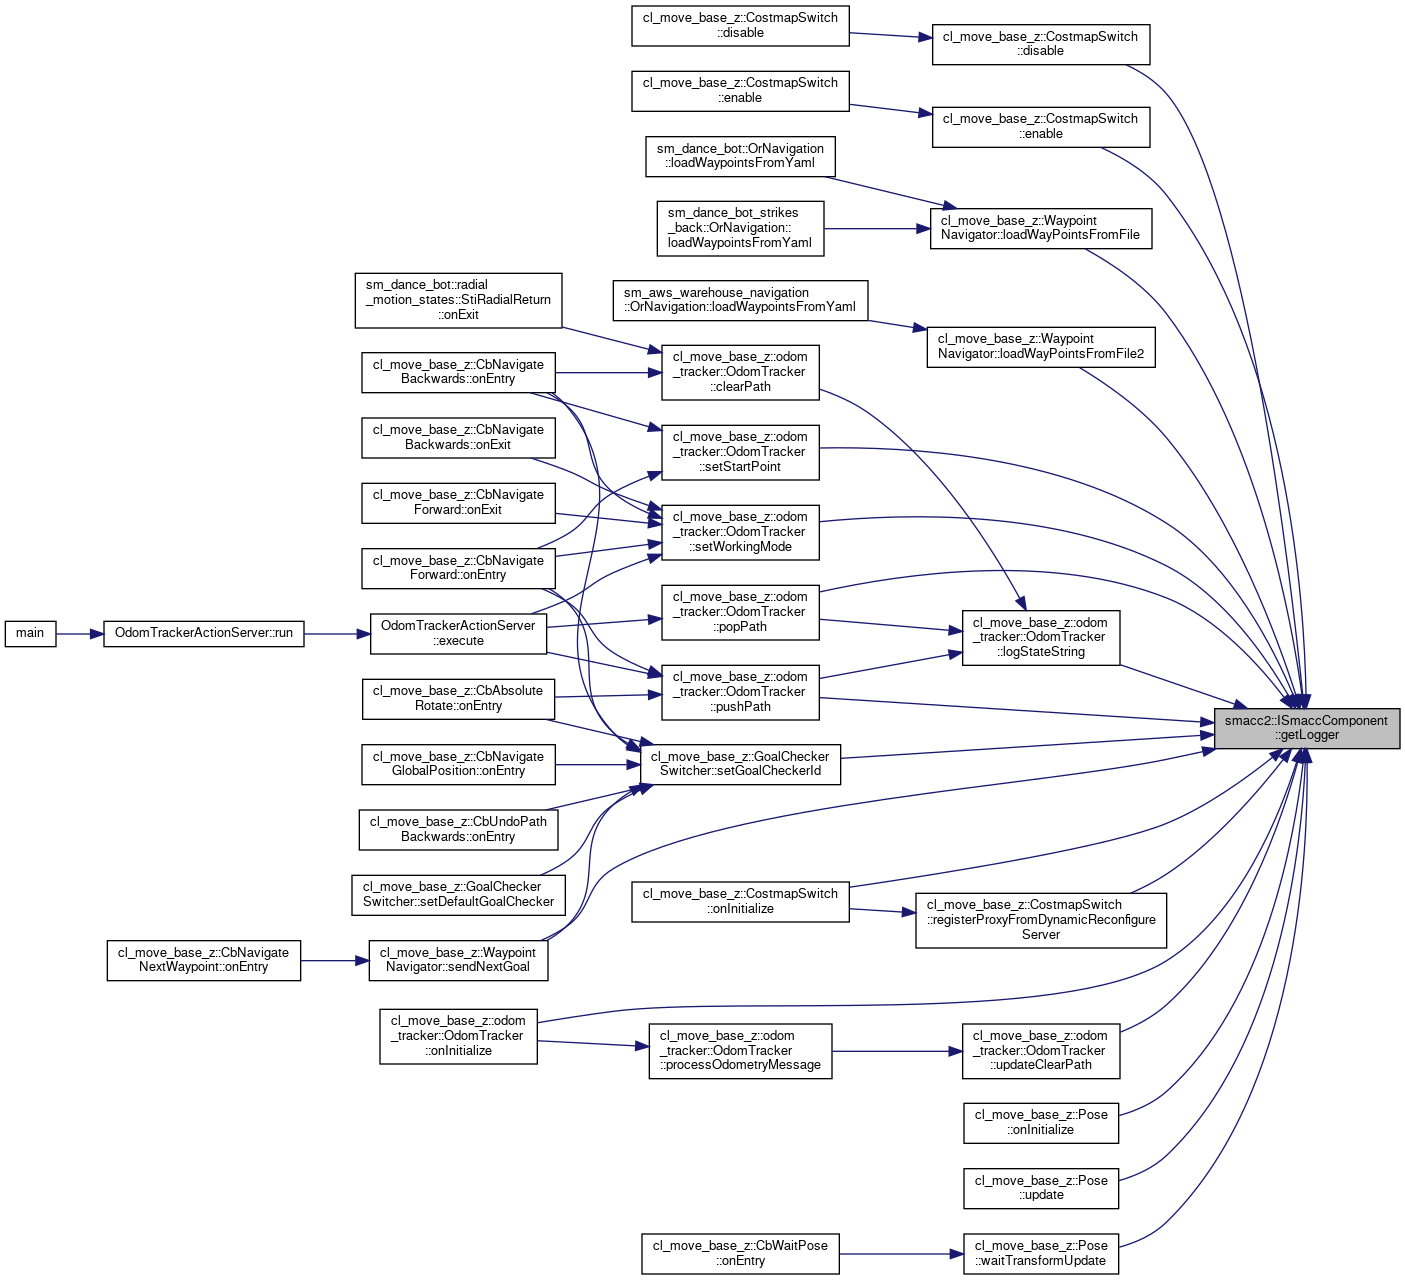 cl_move_base_z::CostmapSwitch
::disable
cl_move_base_z::CostmapSwitch
::disable
cl_move_base_z::CostmapSwitch
::enable
cl_move_base_z::CostmapSwitch
::enable
sm_dance_bot::OrNavigation
::loadWaypointsFromYaml
sm_dance_bot_strikes
_back::OrNavigation::
loadWaypointsFromYaml
cl_move_base_z::Waypoint
Navigator::loadWayPointsFromFile
sm_dance_bot::radial
_motion_states::StiRadialReturn
::onExit
sm_aws_warehouse_navigation
::OrNavigation::loadWaypointsFromYaml
cl_move_base_z::Waypoint
Navigator::loadWayPointsFromFile2
cl_move_base_z::CbNavigate
Backwards::onEntry
cl_move_base_z::odom
_tracker::OdomTracker
::clearPath
cl_move_base_z::CbNavigate
Backwards::onExit
cl_move_base_z::odom
_tracker::OdomTracker
::setStartPoint
cl_move_base_z::CbNavigate
Forward::onExit
cl_move_base_z::odom
_tracker::OdomTracker
::setWorkingMode
cl_move_base_z::CbNavigate
Forward::onEntry
main
OdomTrackerActionServer::run
OdomTrackerActionServer
::execute
cl_move_base_z::odom
_tracker::OdomTracker
::popPath
cl_move_base_z::odom
_tracker::OdomTracker
::logStateString
cl_move_base_z::CbAbsolute
Rotate::onEntry
cl_move_base_z::odom
_tracker::OdomTracker
::pushPath
smacc2::ISmaccComponent
::getLogger
cl_move_base_z::CbNavigate
GlobalPosition::onEntry
cl_move_base_z::GoalChecker
Switcher::setGoalCheckerId
cl_move_base_z::CbUndoPath
Backwards::onEntry
cl_move_base_z::GoalChecker
Switcher::setDefaultGoalChecker
cl_move_base_z::CostmapSwitch
::onInitialize
cl_move_base_z::CostmapSwitch
::registerProxyFromDynamicReconfigure
Server
cl_move_base_z::CbNavigate
NextWaypoint::onEntry
cl_move_base_z::Waypoint
Navigator::sendNextGoal
cl_move_base_z::odom
_tracker::OdomTracker
::onInitialize
cl_move_base_z::odom
_tracker::OdomTracker
::processOdometryMessage
cl_move_base_z::odom
_tracker::OdomTracker
::updateClearPath
cl_move_base_z::Pose
::onInitialize
cl_move_base_z::Pose
::update
cl_move_base_z::CbWaitPose
::onEntry
cl_move_base_z::Pose
::waitTransformUpdate